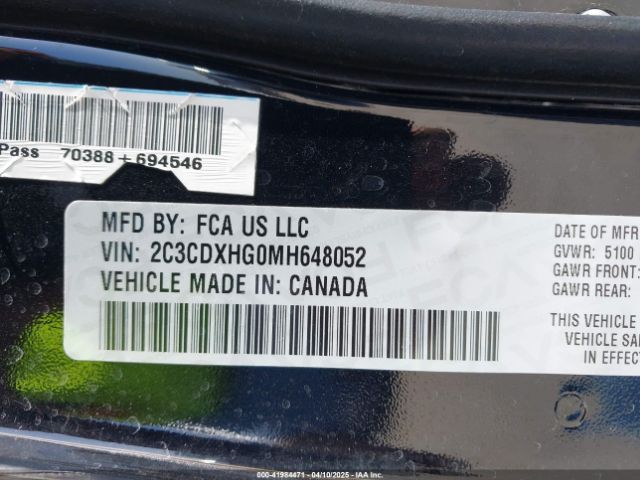 Pass 70388+694546
MFD BY: FCA US LLC
VIN: 2C3CDXHG0MH648052
VEHICLE MADE IN: CANADA
DATE OF MFR
GVWR: 5100
GAWR FRONT:
GAWR REAR:
THIS VEHICLE
VEHICLE SA
IN EFFECT
000-41984471 - 04/10/2025 - IAA Inc.